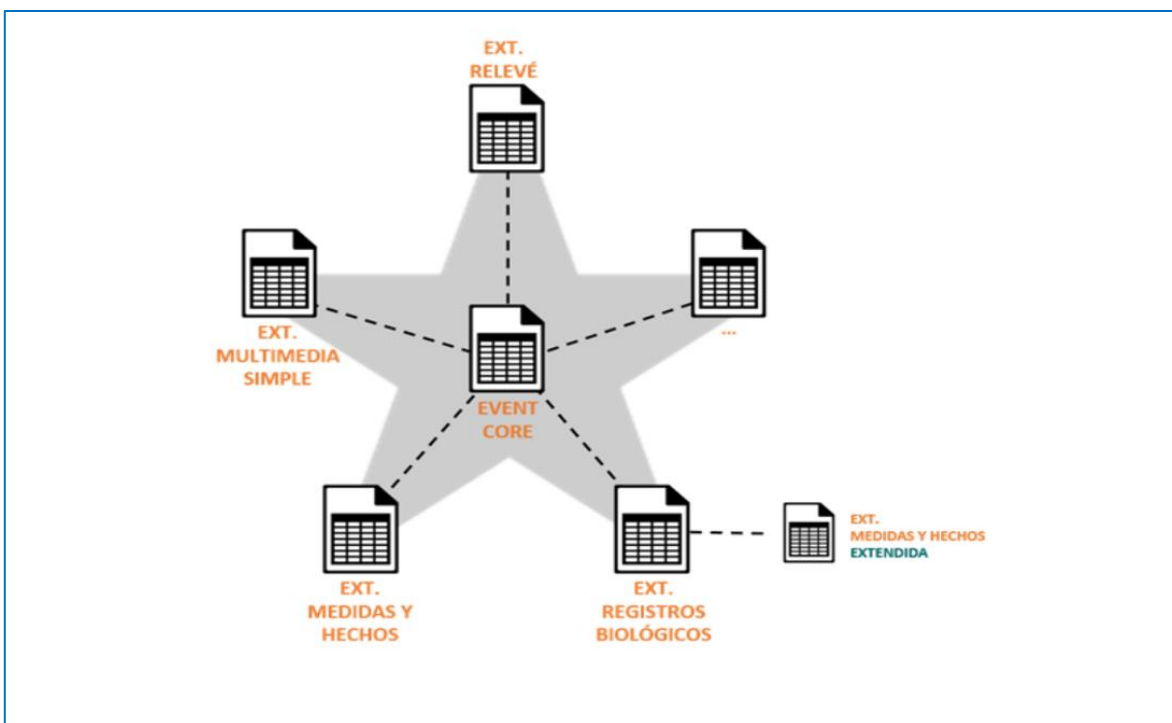 EXT.
RELEVÉ
EXT.
MULTIMEDIA
SIMPLE
...
EVENT
CORE
EXT.
MEDIDAS Y
HECHOS
EXT.
REGISTROS
BIOLÓGICOS
EXT.
MEDIDAS Y HECHOS
EXTENDIDA